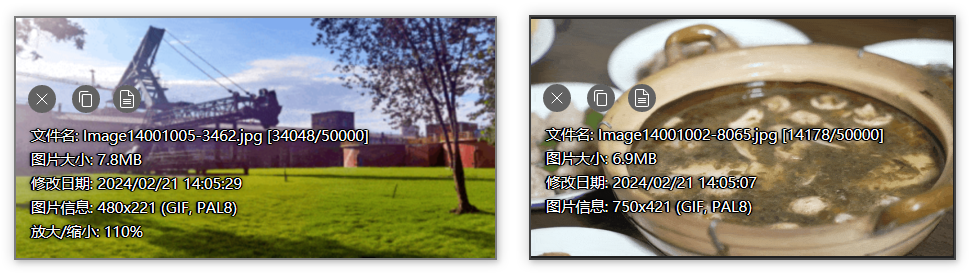 文件名: Image14001005-3462.jpg [34048/50000]
图片大小: 7.8MB
修改日期: 2024/02/21 14:05:29
图片信息: 480x221 (GIF, PAL8)
放大/缩小: 110%
文件名: Image14001002-8065.jpg [14178/50000]
图片大小: 6.9MB
修改日期: 2024/02/21 14:05:07
图片信息: 750x421 (GIF, PAL8)